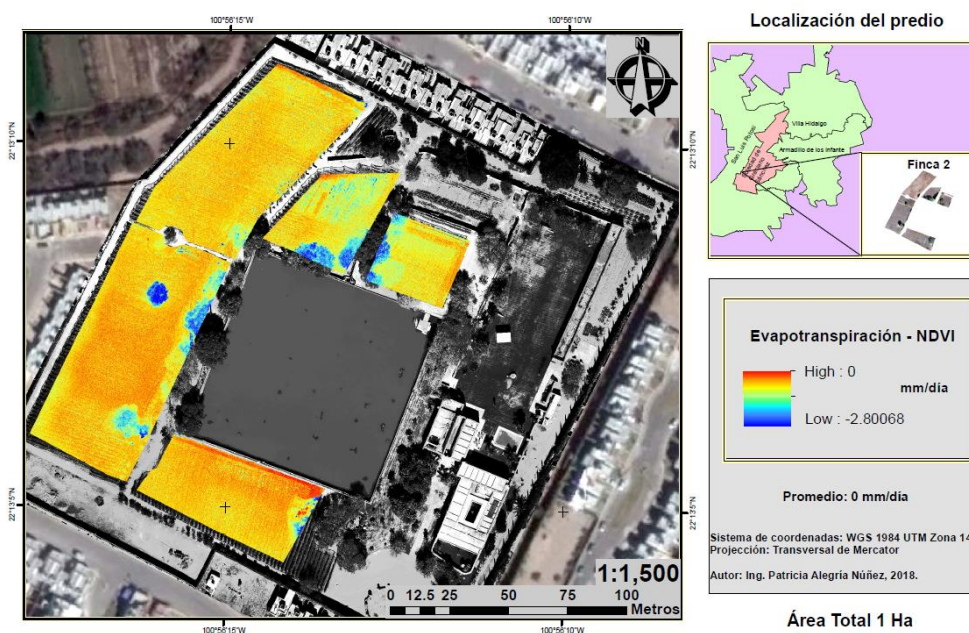 Localización del predio
100°56'15"W
100°56'10"W
22°13'10"N
22°13'10"N
22°13'5"N
22°13'5"N
N
San Luis Potosí
Villa Hidalgo
Armadillo de los Infante
Finca 2
Evapotranspiración - NDVI
High : 0
mm/día
Low : -2.80068
Promedio: 0 mm/día
Sistema de coordenadas: WGS 1984 UTM Zona 14
Projección: Transversal de Mercator
Autor: Ing. Patricia Alegría Núñez, 2018.
Área Total 1 Ha
1:1,500
0 12.5 25 50 75 100
Metros
100°56'15"W
100°56'10"W